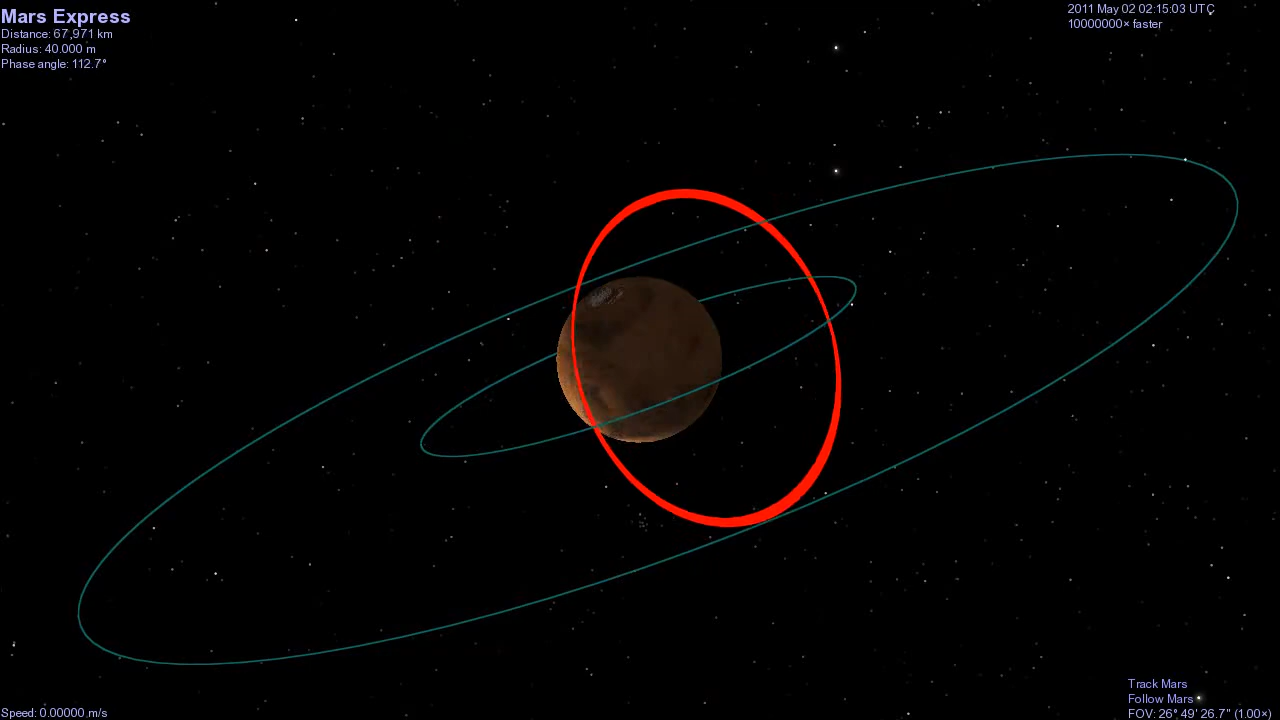 Mars Express
Distance: 67,971 km
Radius: 40.000 m
Phase angle: 112.7°
2011 May 02 02:15:03 UTC
10000000× faster
Speed: 0.00000 m/s
Track Mars
Follow Mars
FOV: 26° 49' 26.7" (1.00×)